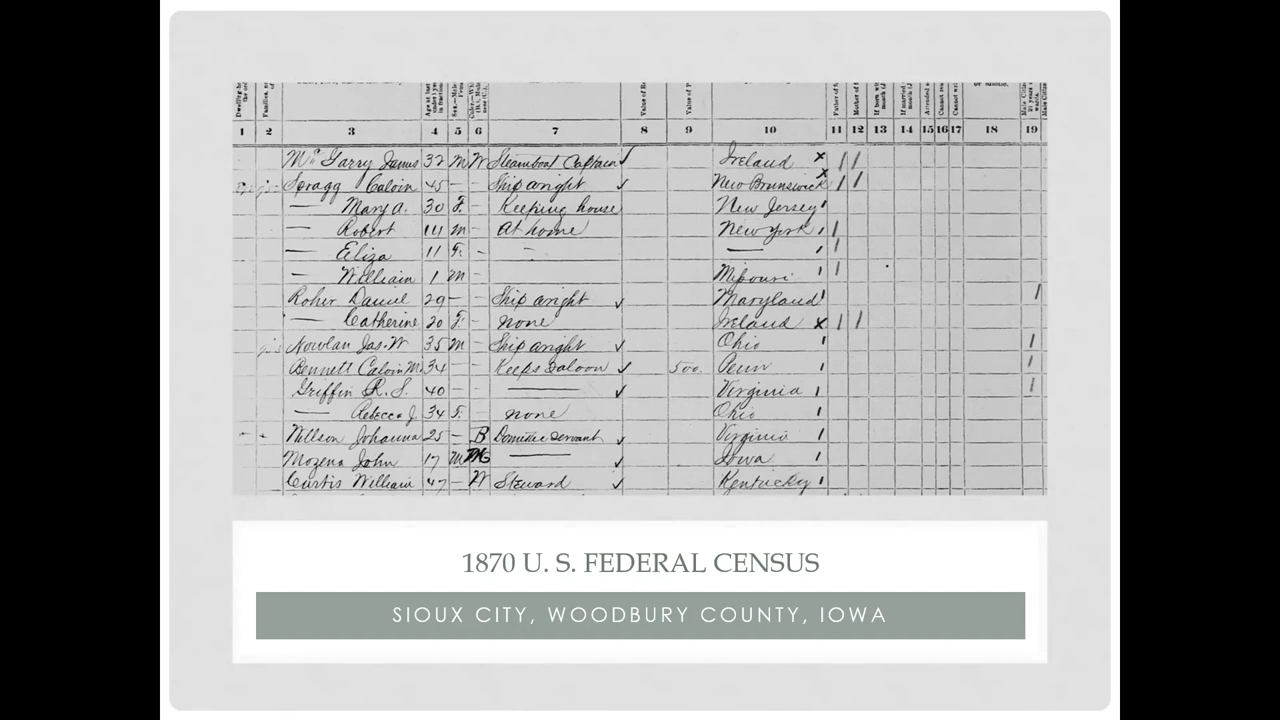 1 2 3 4 5 6 7 8 9 10 11 12 13 14 15 16 17 18 19
Mc Garry James 32 M W Steamboat Captain Ireland
Spragg Calvin 45 — - Ship wright New Brunswick
— Mary A. 30 F. - Keeping house New Jersey
— Robert 14 M - At home New York
— Eliza 11 F. - - —
— William 1 M - Missouri
Roher Daniel 29 — - Ship wright Maryland
— Catherine 20 F. - none Ireland
Nowlan Jas. W 35 M - Ship wright Ohio
Bennett Calvin M. 34 — - Keeps Saloon 500. Penn
Griffin R. S. 40 — - — Virginia
— Rebecca J. 34 F. - none Ohio
Willson Johanna 25 — B Domestic servant Virginia
Mozena John 17 M — Iowa
Curtis William 47 — W Steward Kentucky
1870 U. S. FEDERAL CENSUS
SIOUX CITY, WOODBURY COUNTY, IOWA